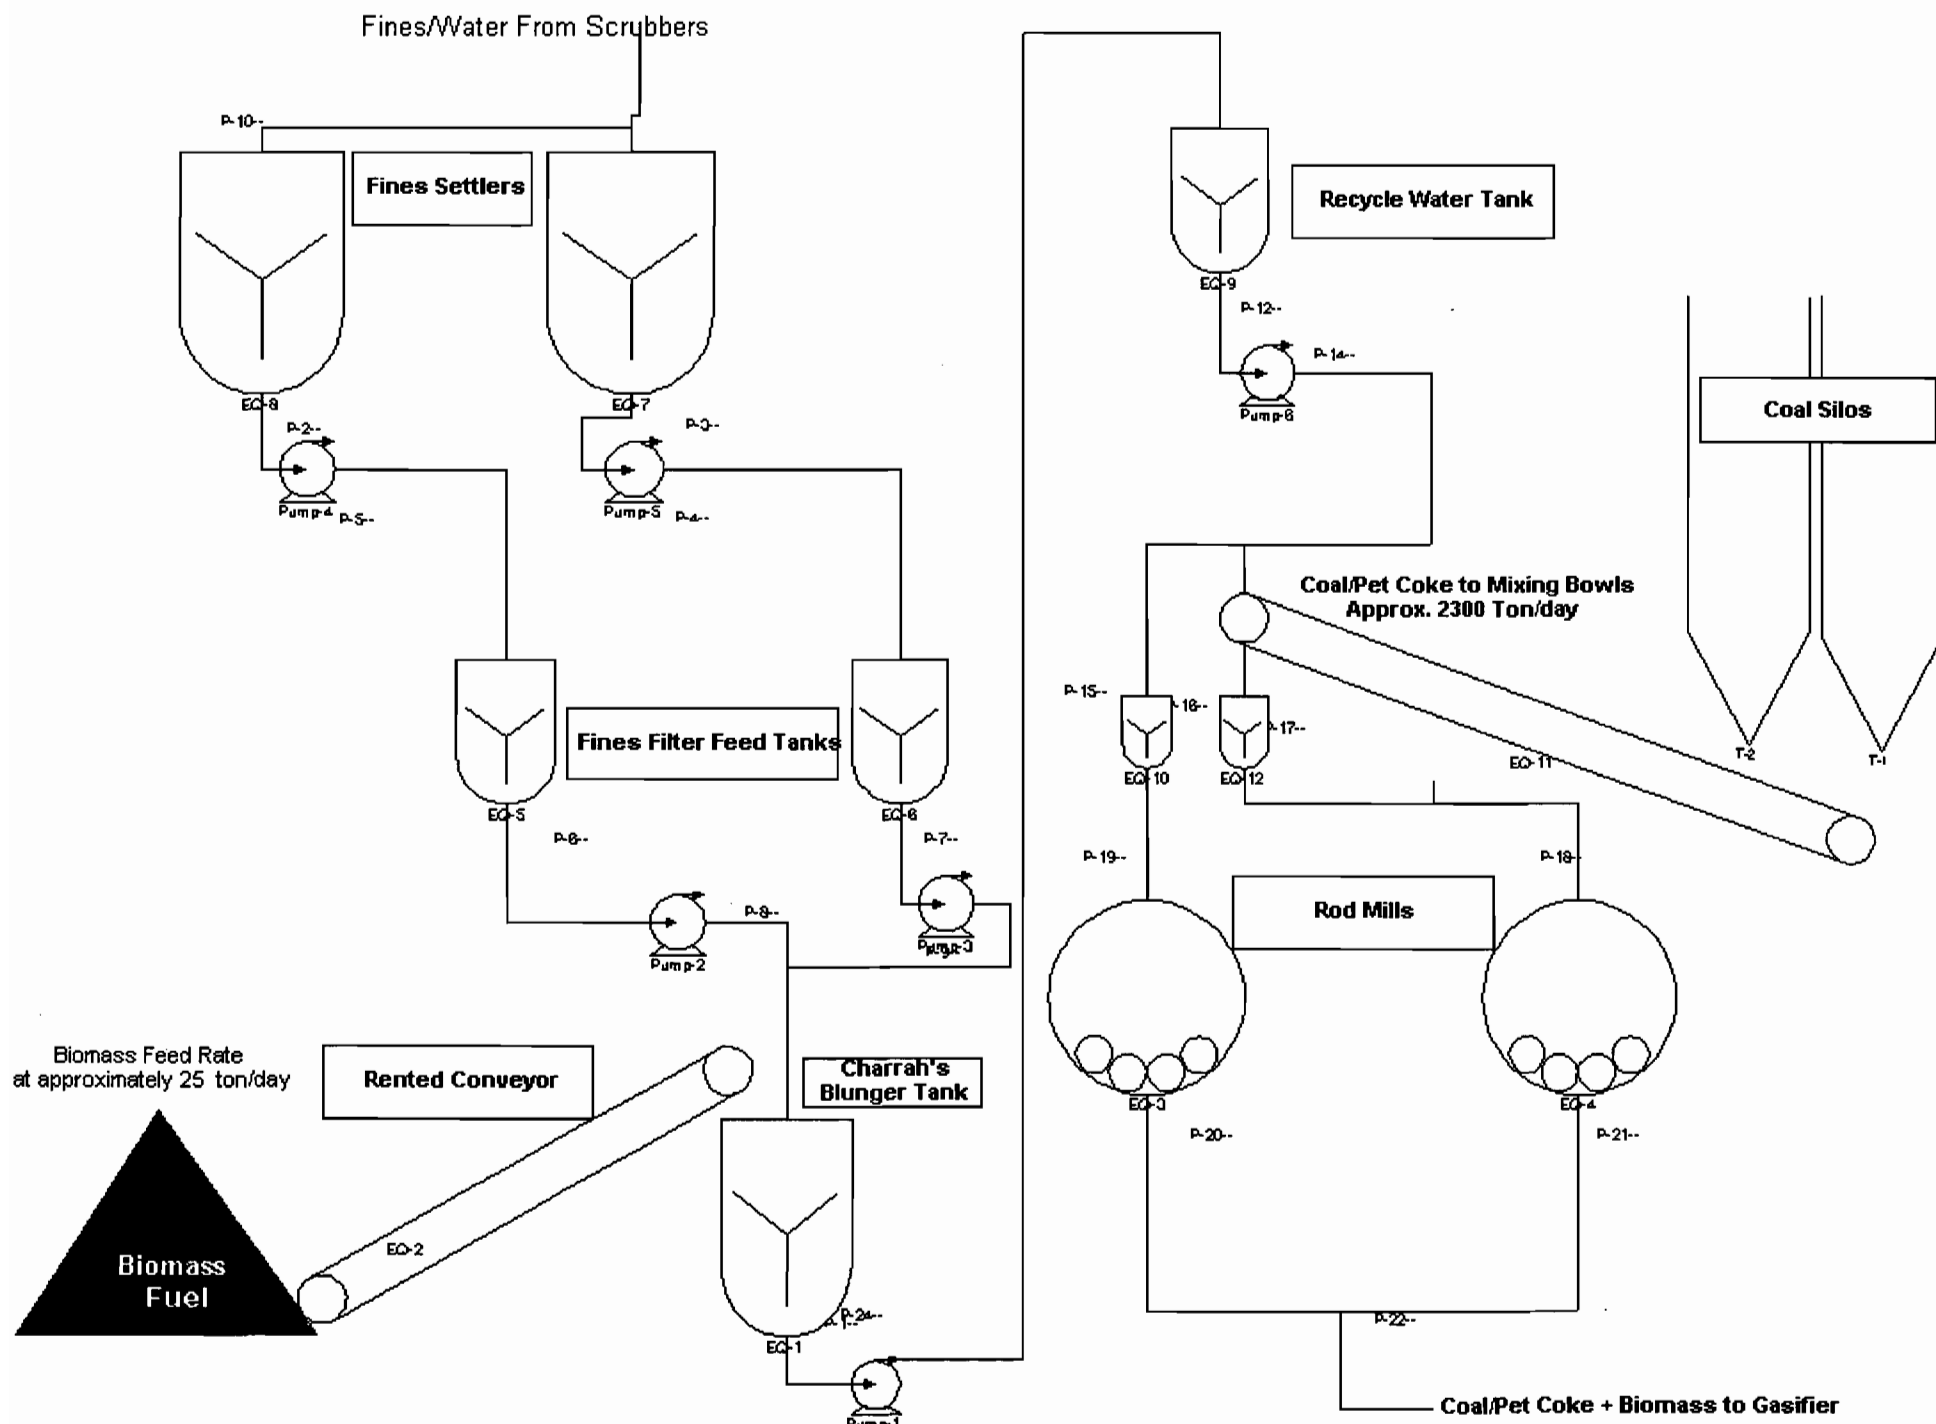 Fines/Water From Scrubbers
P-10--
Fines Settlers
Recycle Water Tank
EQ-9
P-12--
P-14--
Pump-6
Coal Silos
EQ-8
EQ-7
P-2--
P-3--
Pump-4
P-5--
Pump-5
P-4--
Coal/Pet Coke to Mixing Bowls
Approx. 2300 Ton/day
P-15--
P-16--
P-17--
EQ-10
EQ-12
EQ-11
T-2
T-1
Fines Filter Feed Tanks
EQ-5
EQ-6
P-6--
P-7--
P-19--
P-18-
Rod Mills
P-8--
Pump-2
Pump-3
Biomass Feed Rate
at approximately 25 ton/day
Rented Conveyor
Charrah's
Blunger Tank
EQ-3
EQ-4
P-20--
P-21--
EQ-2
Biomass
Fuel
P-24--
P-1--
EQ-1
P-22--
Pump-1
Coal/Pet Coke + Biomass to Gasifier